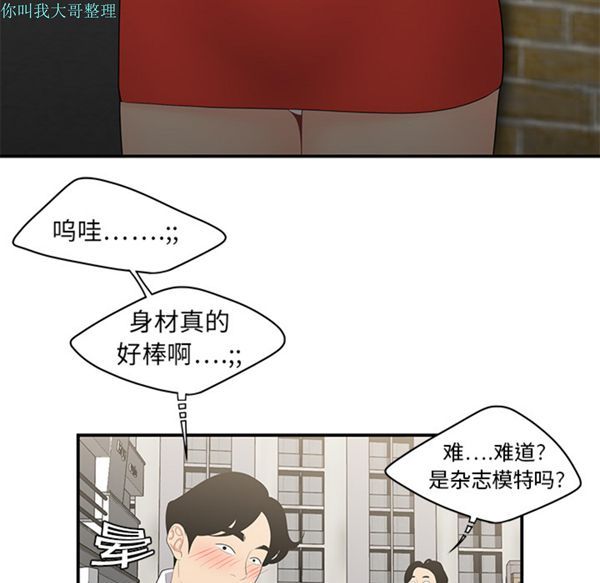 你叫我大哥整理
呜哇.......;;
身材真的
好棒啊....;;
难....难道?
是杂志模特吗?
晕